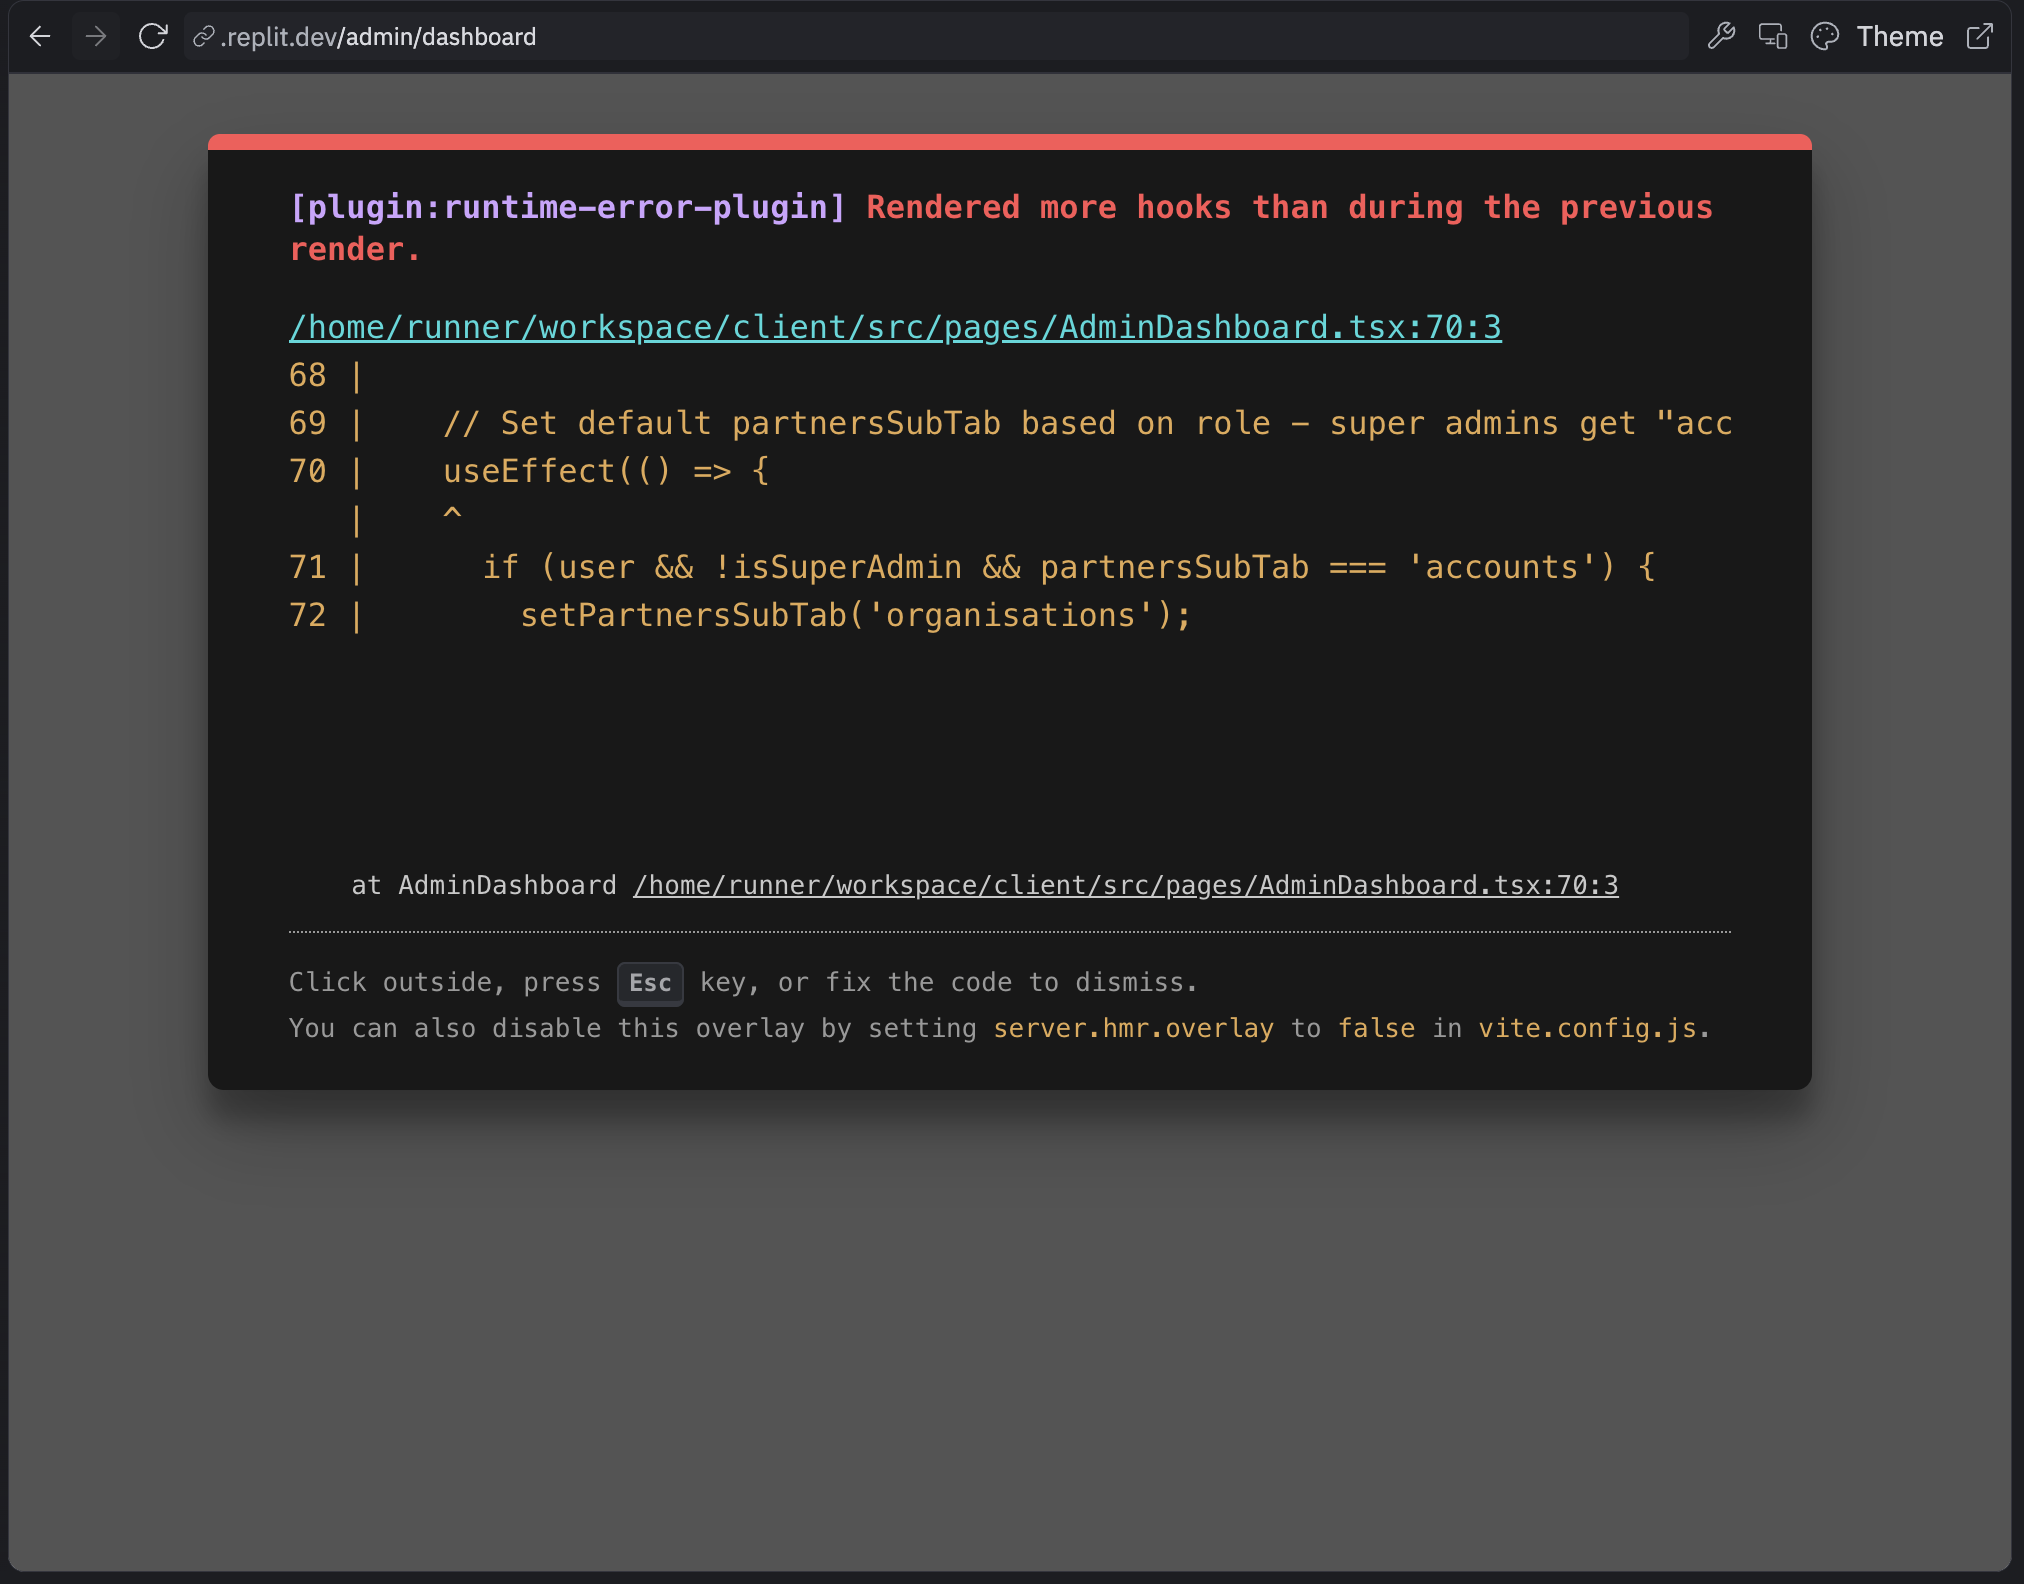 .replit.dev/admin/dashboard
Theme
[plugin:runtime-error-plugin] Rendered more hooks than during the previous
render.
/home/runner/workspace/client/src/pages/AdminDashboard.tsx:70:3
68 |
69 |    // Set default partnersSubTab based on role - super admins get "acc
70 |    useEffect(() => {
   |    ^
71 |      if (user && !isSuperAdmin && partnersSubTab === 'accounts') {
72 |        setPartnersSubTab('organisations');
at AdminDashboard /home/runner/workspace/client/src/pages/AdminDashboard.tsx:70:3
Click outside, press Esc key, or fix the code to dismiss.
You can also disable this overlay by setting server.hmr.overlay to false in vite.config.js.